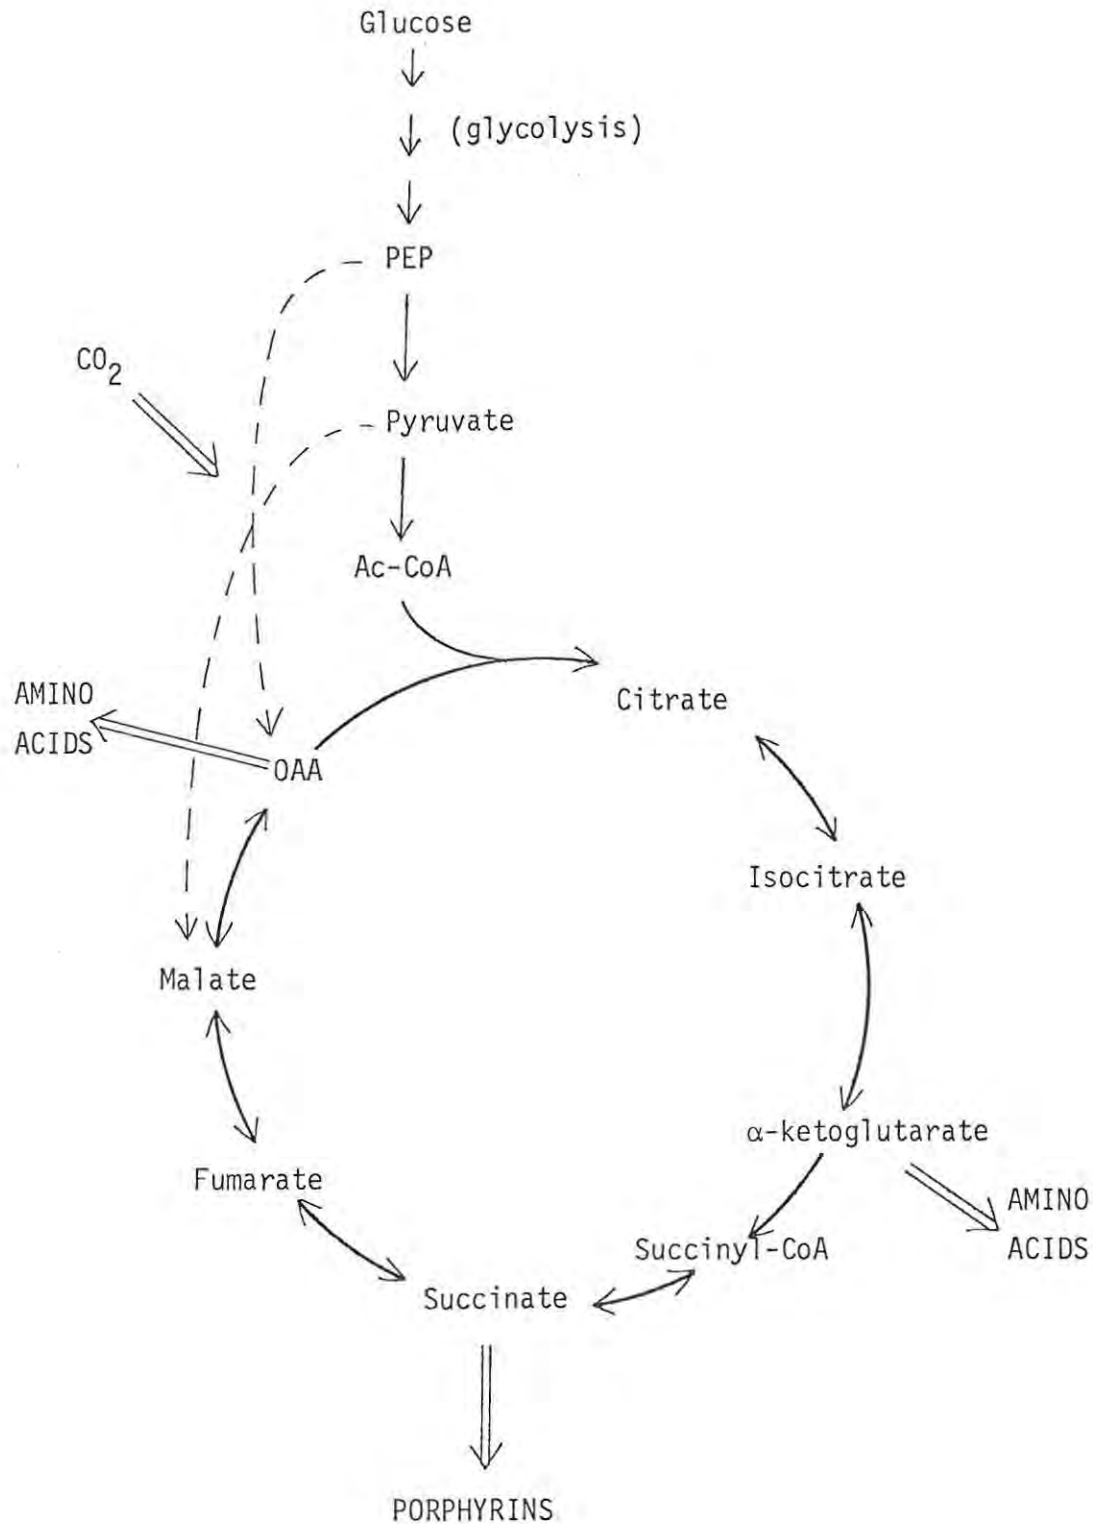 Glucose
(glycolysis)
PEP
CO₂
Pyruvate
Ac-CoA
Citrate
AMINO
ACIDS
OAA
Isocitrate
Malate
α-ketoglutarate
Fumarate
AMINO
ACIDS
Succinyl-CoA
Succinate
PORPHYRINS